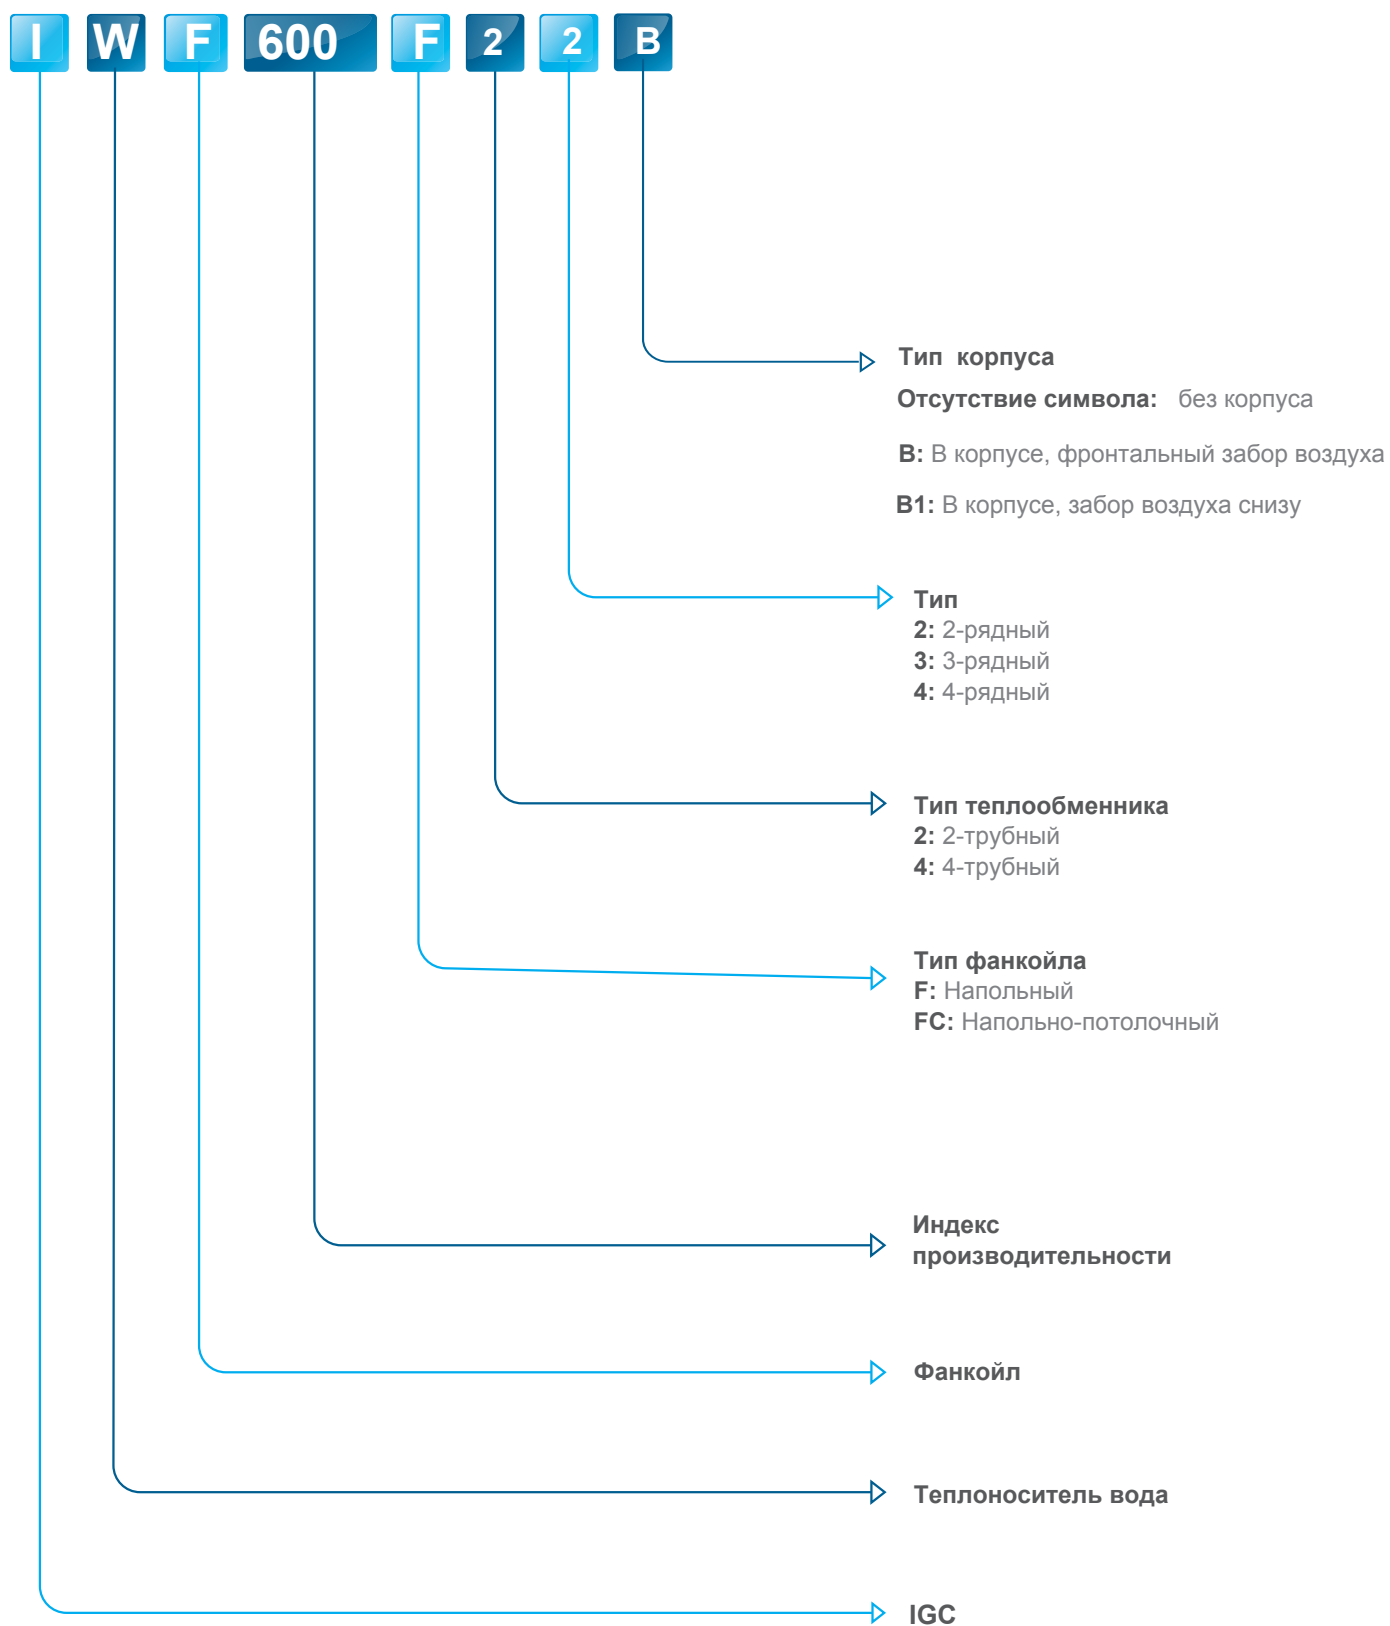 I W F 600 F 2 2 B
Тип корпуса
Отсутствие символа: без корпуса
B: В корпусе, фронтальный забор воздуха
B1: В корпусе, забор воздуха снизу
Тип
2: 2-рядный
3: 3-рядный
4: 4-рядный
Тип теплообменника
2: 2-трубный
4: 4-трубный
Тип фанкойла
F: Напольный
FC: Напольно-потолочный
Индекс
производительности
Фанкойл
Теплоноситель вода
IGC